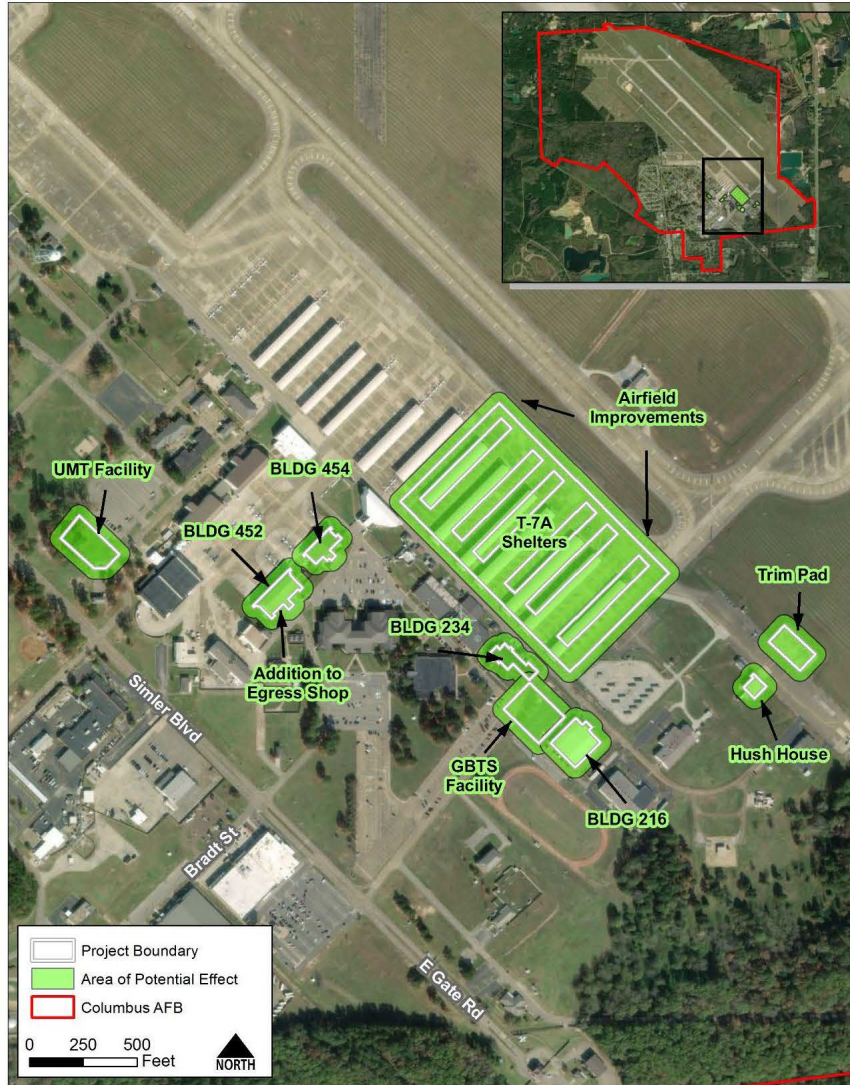 Airfield
Improvements
UMT Facility
BLDG 454
BLDG 452
T-7A
Shelters
Trim Pad
BLDG 234
Addition to
Egress Shop
Simler Blvd
GBTS
Facility
Hush House
BLDG 216
Bradt St
E Gate Rd
Project Boundary
Area of Potential Effect
Columbus AFB
0 250 500
Feet
NORTH